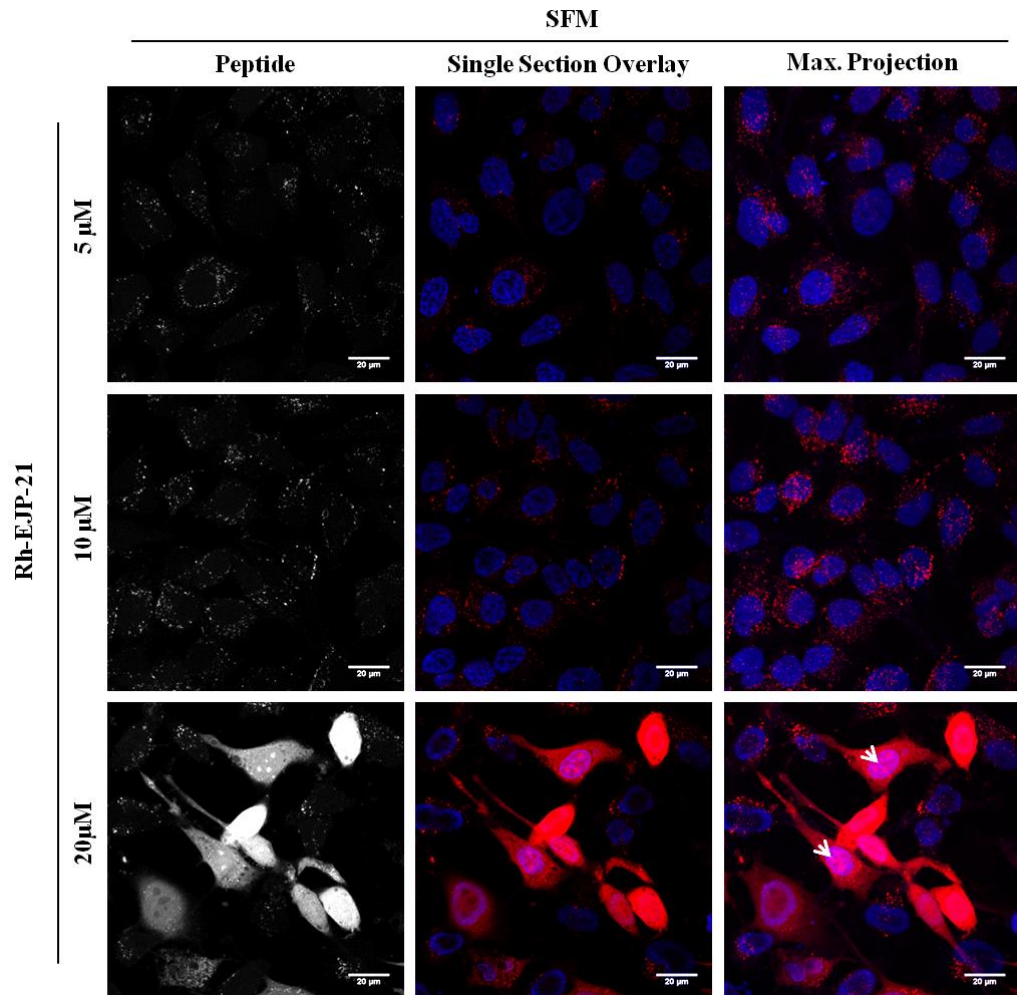 SFM
Peptide Single Section Overlay Max. Projection
Rh-EJP-21
5 µM
20 µm 20 µm 20 µm
10 µM
20 µm 20 µm 20 µm
20µM
20 µm 20 µm 20 µm